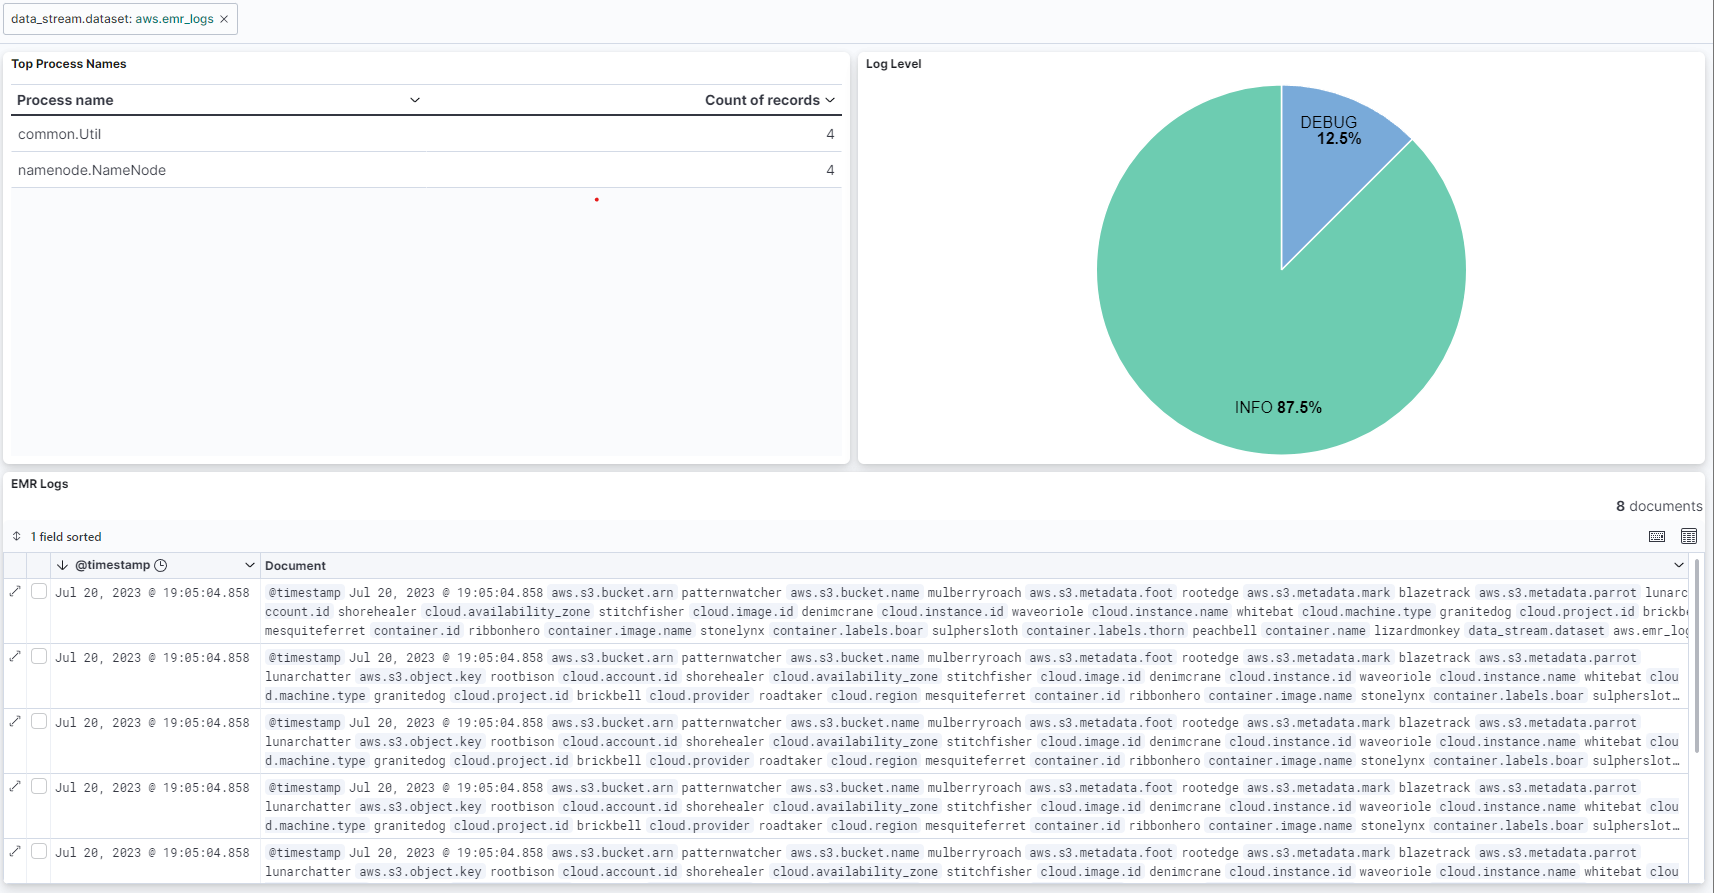 data_stream.dataset: aws.emr_logs ×
Top Process Names
Process name Count of records
common.Util 4
namenode.NameNode 4
Log Level
DEBUG
12.5%
INFO 87.5%
EMR Logs
8 documents
1 field sorted
@timestamp Document
Jul 20, 2023 @ 19:05:04.858 @timestamp Jul 20, 2023 @ 19:05:04.858 aws.s3.bucket.arn patternwatcher aws.s3.bucket.name mulberryroach aws.s3.metadata.foot rootedge aws.s3.metadata.mark blazetrack aws.s3.metadata.parrot lunarc
ccount.id shorehealer cloud.availability_zone stitchfisher cloud.image.id denimcrane cloud.instance.id waveoriole cloud.instance.name whitebat cloud.machine.type granitedog cloud.project.id brickbe
mesquiteferret container.id ribbonhero container.image.name stonelynx container.labels.boar sulphersloth container.labels.thorn peachbell container.name lizardmonkey data_stream.dataset aws.emr_log
Jul 20, 2023 @ 19:05:04.858 @timestamp Jul 20, 2023 @ 19:05:04.858 aws.s3.bucket.arn patternwatcher aws.s3.bucket.name mulberryroach aws.s3.metadata.foot rootedge aws.s3.metadata.mark blazetrack aws.s3.metadata.parrot
lunarchatter aws.s3.object.key rootbison cloud.account.id shorehealer cloud.availability_zone stitchfisher cloud.image.id denimcrane cloud.instance.id waveoriole cloud.instance.name whitebat clou
d.machine.type granitedog cloud.project.id brickbell cloud.provider roadtaker cloud.region mesquiteferret container.id ribbonhero container.image.name stonelynx container.labels.boar sulpherslot…
Jul 20, 2023 @ 19:05:04.858 @timestamp Jul 20, 2023 @ 19:05:04.858 aws.s3.bucket.arn patternwatcher aws.s3.bucket.name mulberryroach aws.s3.metadata.foot rootedge aws.s3.metadata.mark blazetrack aws.s3.metadata.parrot
lunarchatter aws.s3.object.key rootbison cloud.account.id shorehealer cloud.availability_zone stitchfisher cloud.image.id denimcrane cloud.instance.id waveoriole cloud.instance.name whitebat clou
d.machine.type granitedog cloud.project.id brickbell cloud.provider roadtaker cloud.region mesquiteferret container.id ribbonhero container.image.name stonelynx container.labels.boar sulpherslot…
Jul 20, 2023 @ 19:05:04.858 @timestamp Jul 20, 2023 @ 19:05:04.858 aws.s3.bucket.arn patternwatcher aws.s3.bucket.name mulberryroach aws.s3.metadata.foot rootedge aws.s3.metadata.mark blazetrack aws.s3.metadata.parrot
lunarchatter aws.s3.object.key rootbison cloud.account.id shorehealer cloud.availability_zone stitchfisher cloud.image.id denimcrane cloud.instance.id waveoriole cloud.instance.name whitebat clou
d.machine.type granitedog cloud.project.id brickbell cloud.provider roadtaker cloud.region mesquiteferret container.id ribbonhero container.image.name stonelynx container.labels.boar sulpherslot…
Jul 20, 2023 @ 19:05:04.858 @timestamp Jul 20, 2023 @ 19:05:04.858 aws.s3.bucket.arn patternwatcher aws.s3.bucket.name mulberryroach aws.s3.metadata.foot rootedge aws.s3.metadata.mark blazetrack aws.s3.metadata.parrot
lunarchatter aws.s3.object.key rootbison cloud.account.id shorehealer cloud.availability_zone stitchfisher cloud.image.id denimcrane cloud.instance.id waveoriole cloud.instance.name whitebat clou